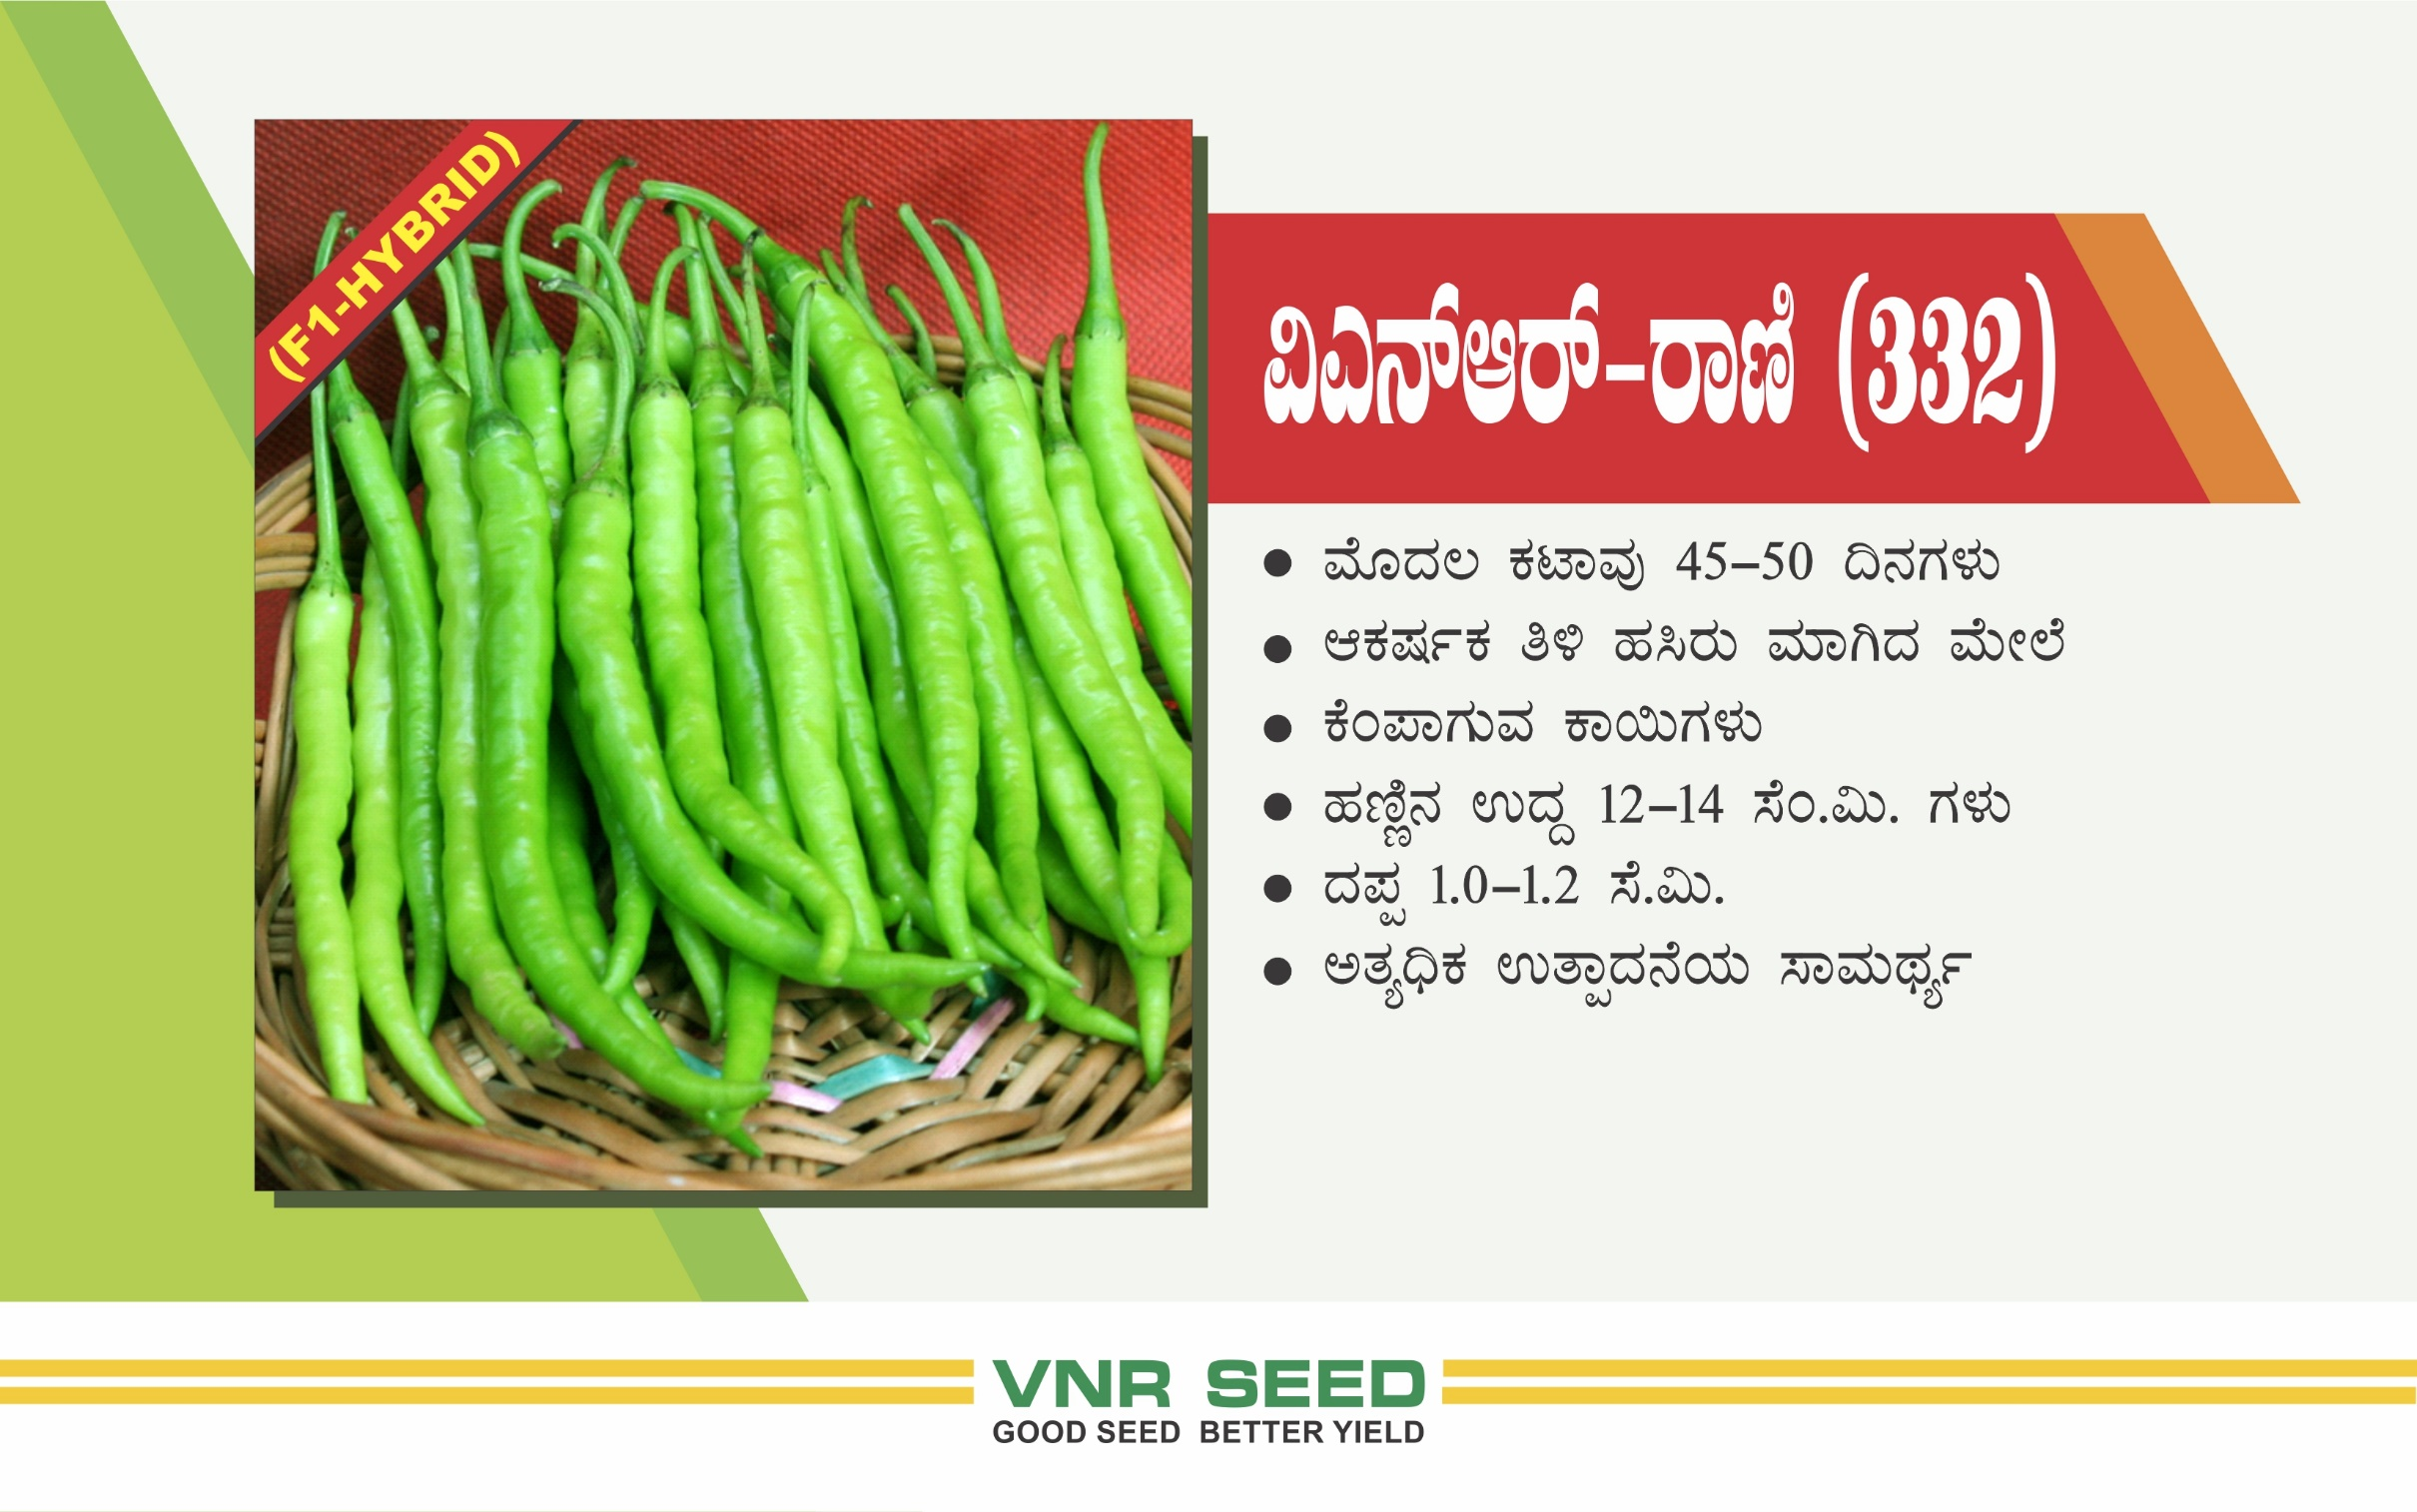 (F1-HYBRID))
ವಿಎನ್ಆರ್-ರಾಣಿ (332)
● ಮೊದಲ ಕಟಾವು 45-50 ದಿನಗಳು
● ಆಕರ್ಷಕ ತಿಳಿ ಹಸಿರು ಮಾಗಿದ ಮೇಲೆ
● ಕೆಂಪಾಗುವ ಕಾಯಿಗಳು
● ಹಣ್ಣಿನ ಉದ್ದ 12-14 ಸೆಂ.ಮಿ. ಗಳು
● ದಪ್ಪ 1.0-1.2 ಸೆ.ಮಿ.
● ಅತ್ಯಧಿಕ ಉತ್ಪಾದನೆಯ ಸಾಮರ್ಥ್ಯ
VNR SEED
GOOD SEED BETTER YIELD